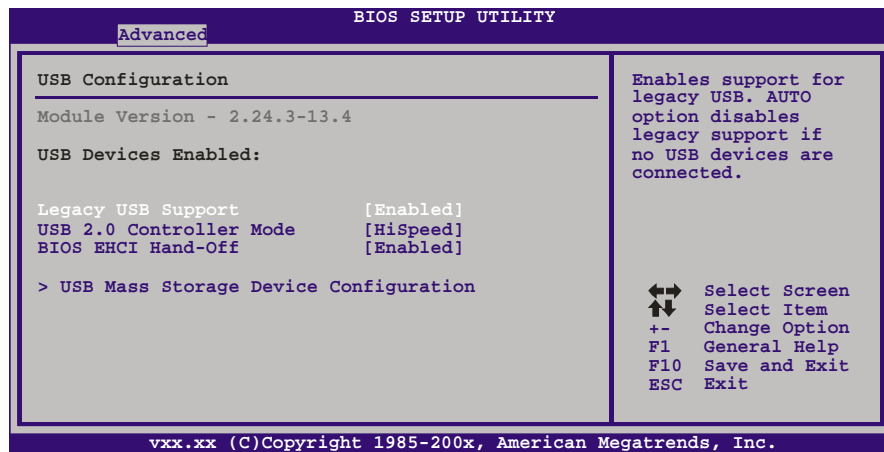 BIOS SETUP UTILITY
Advanced
USB Configuration
Module Version - 2.24.3-13.4
USB Devices Enabled:
Legacy USB Support [Enabled]
USB 2.0 Controller Mode [HiSpeed]
BIOS EHCI Hand-Off [Enabled]
> USB Mass Storage Device Configuration
Enables support for
legacy USB. AUTO
option disables
legacy support if
no USB devices are
connected.
Select Screen
Select Item
+- Change Option
F1 General Help
F10 Save and Exit
ESC Exit
vxx.xx (C)Copyright 1985-200x, American Megatrends, Inc.